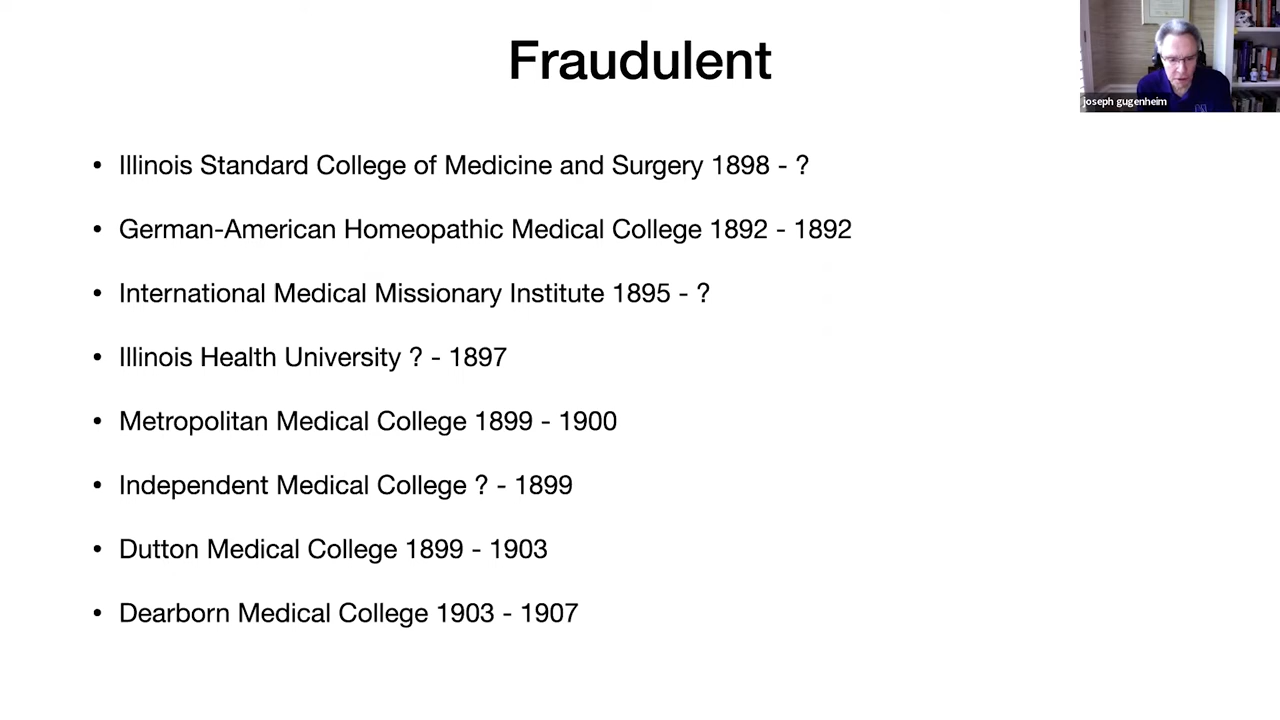 Fraudulent
joseph gugenheim
• Illinois Standard College of Medicine and Surgery 1898 - ?
• German-American Homeopathic Medical College 1892 - 1892
• International Medical Missionary Institute 1895 - ?
• Illinois Health University ? - 1897
• Metropolitan Medical College 1899 - 1900
• Independent Medical College ? - 1899
• Dutton Medical College 1899 - 1903
• Dearborn Medical College 1903 - 1907